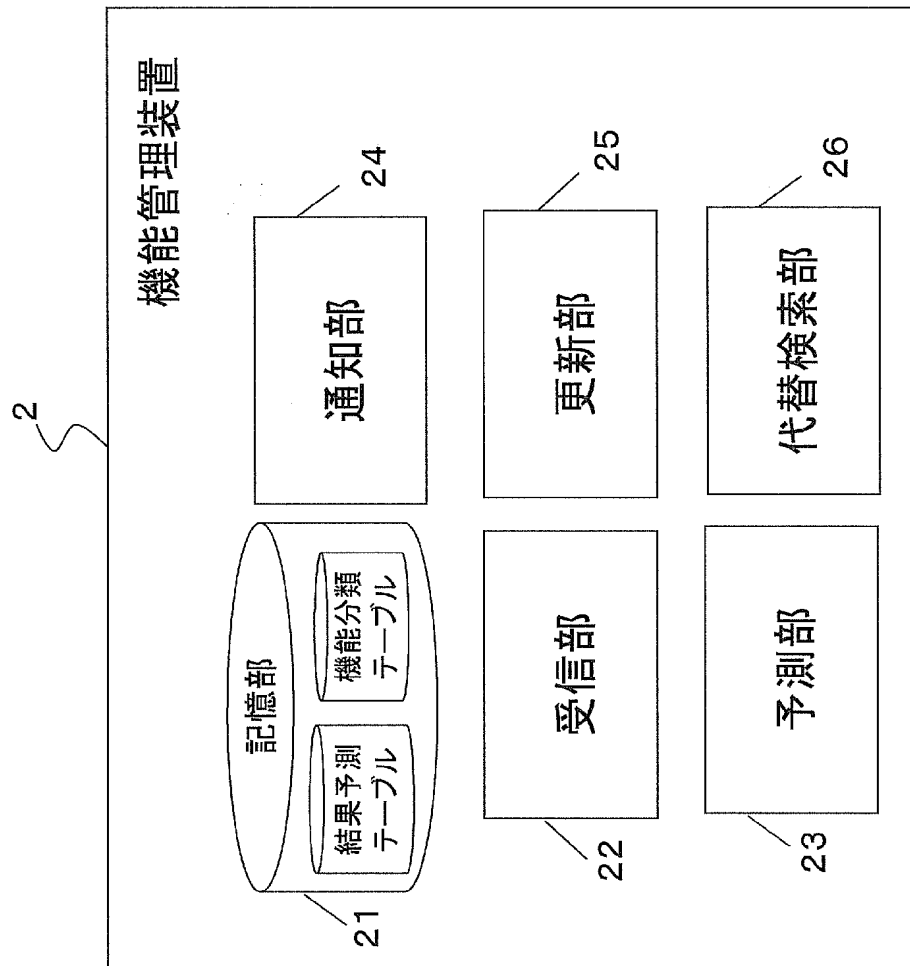 2
機能管理装置
記憶部
結果予測
テーブル
機能分類
テーブル
21
通知部
24
受信部
22
更新部
25
予測部
23
代替検索部
26